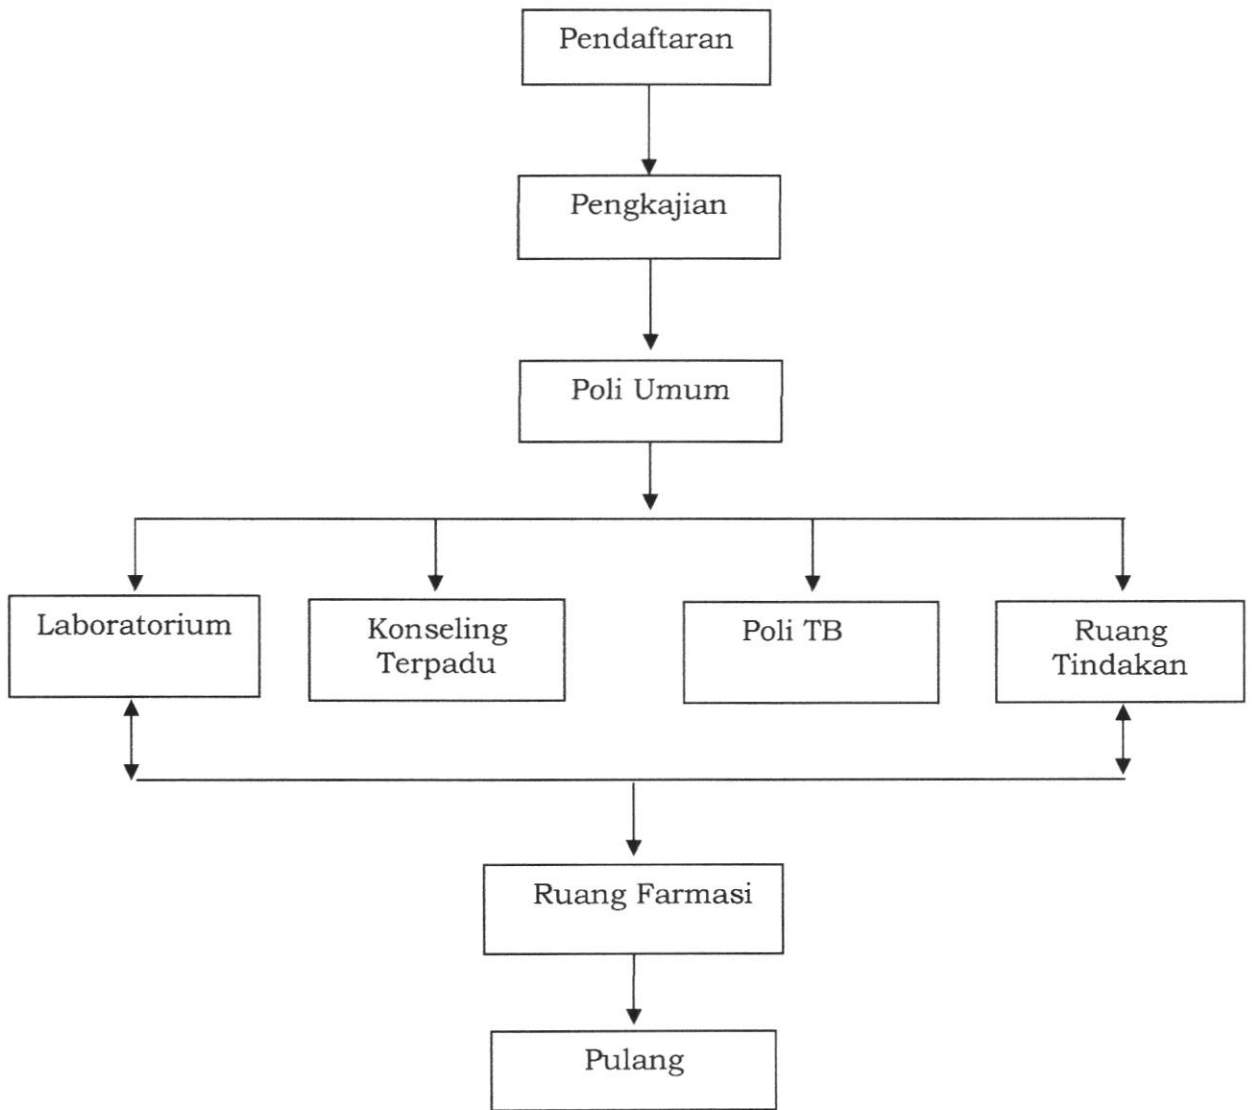 Pendaftaran
Pengkajian
Poli Umum
Laboratorium
Konseling
Terpadu
Poli TB
Ruang
Tindakan
Ruang Farmasi
Pulang